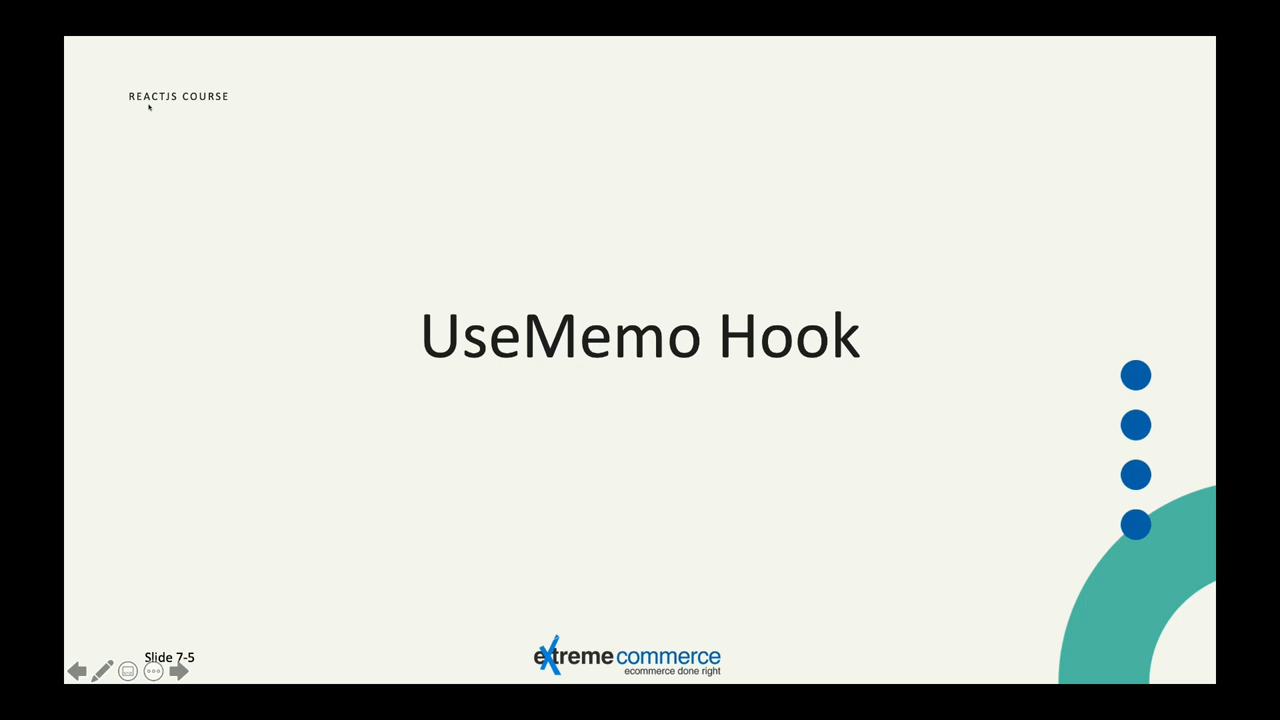 REACTJS COURSE
UseMemo Hook
Slide 7-5
extreme commerce
ecommerce done right